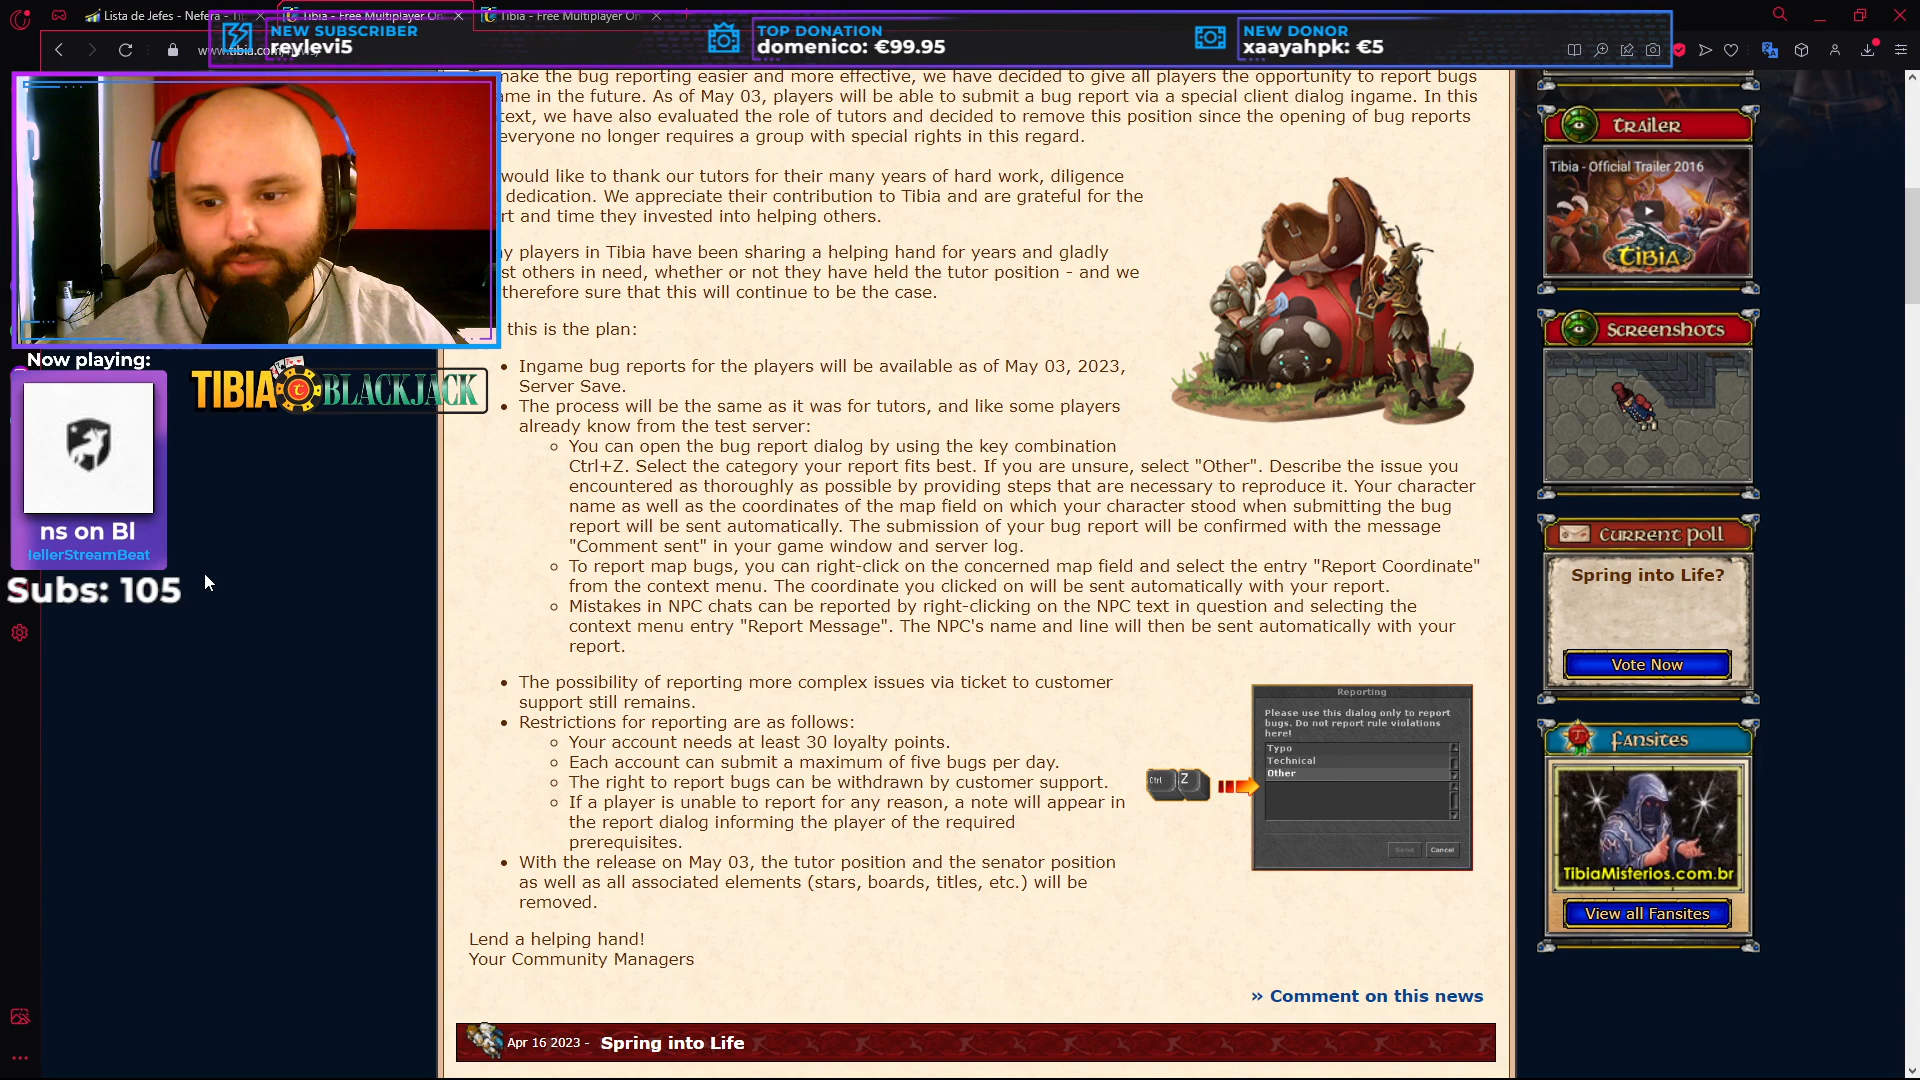 Lista de Jefes - Nefera - Ti
Tibia - Free Multiplayer On
Tibia - Free Multiplayer On
NEW SUBSCRIBER
reylevi5
TOP DONATION
domenico: €99.95
NEW DONOR
xaayahpk: €5
www.tibia.com/news/
make the bug reporting easier and more effective, we have decided to give all players the opportunity to report bugs
ame in the future. As of May 03, players will be able to submit a bug report via a special client dialog ingame. In this
text, we have also evaluated the role of tutors and decided to remove this position since the opening of bug reports
everyone no longer requires a group with special rights in this regard.
would like to thank our tutors for their many years of hard work, diligence
dedication. We appreciate their contribution to Tibia and are grateful for the
rt and time they invested into helping others.
ny players in Tibia have been sharing a helping hand for years and gladly
st others in need, whether or not they have held the tutor position - and we
therefore sure that this will continue to be the case.
this is the plan:
• Ingame bug reports for the players will be available as of May 03, 2023,
Server Save.
• The process will be the same as it was for tutors, and like some players
already know from the test server:
You can open the bug report dialog by using the key combination
Ctrl+Z. Select the category your report fits best. If you are unsure, select "Other". Describe the issue you
encountered as thoroughly as possible by providing steps that are necessary to reproduce it. Your character
name as well as the coordinates of the map field on which your character stood when submitting the bug
report will be sent automatically. The submission of your bug report will be confirmed with the message
"Comment sent" in your game window and server log.
To report map bugs, you can right-click on the concerned map field and select the entry "Report Coordinate"
from the context menu. The coordinate you clicked on will be sent automatically with your report.
Mistakes in NPC chats can be reported by right-clicking on the NPC text in question and selecting the
context menu entry "Report Message". The NPC's name and line will then be sent automatically with your
report.
• The possibility of reporting more complex issues via ticket to customer
support still remains.
• Restrictions for reporting are as follows:
Your account needs at least 30 loyalty points.
Each account can submit a maximum of five bugs per day.
The right to report bugs can be withdrawn by customer support.
If a player is unable to report for any reason, a note will appear in
the report dialog informing the player of the required
prerequisites.
• With the release on May 03, the tutor position and the senator position
as well as all associated elements (stars, boards, titles, etc.) will be
removed.
Lend a helping hand!
Your Community Managers
» Comment on this news
Apr 16 2023 - Spring into Life
Reporting
Please use this dialog only to report
bugs. Do not report rule violations
here!
Typo
Technical
Other
Send
Cancel
Ctrl
Z
Now playing:
ns on Bl
lellerStreamBeat
Subs: 105
TIBIA BLACKJACK
Trailer
Tibia - Official Trailer 2016
TIBIA
Screenshots
Current Poll
Spring into Life?
Vote Now
Fansites
TibiaMisterios.com.br
View all Fansites